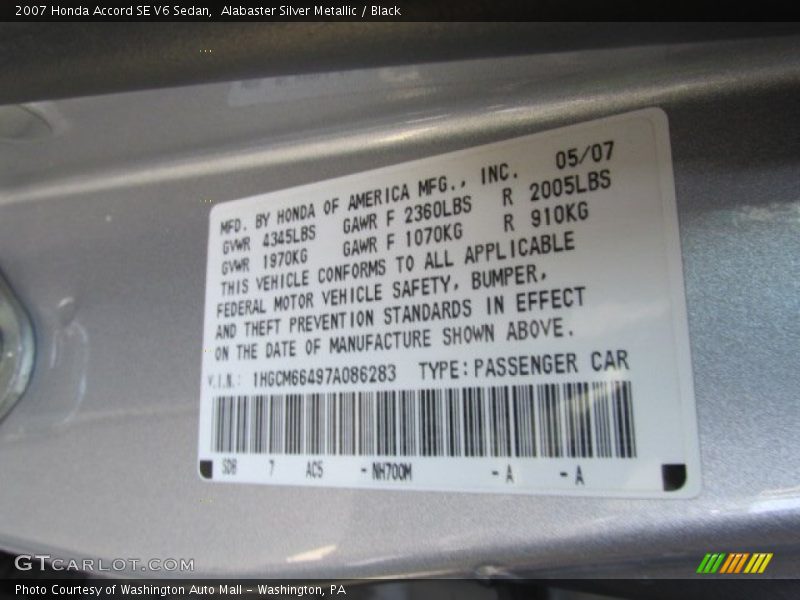 2007 Honda Accord SE V6 Sedan,  Alabaster Silver Metallic / Black
MFD. BY HONDA OF AMERICA MFG., INC. 05/07
GVWR 4345LBS GAWR F 2360LBS R 2005LBS
GVWR 1970KG GAWR F 1070KG R 910KG
THIS VEHICLE CONFORMS TO ALL APPLICABLE
FEDERAL MOTOR VEHICLE SAFETY, BUMPER,
AND THEFT PREVENTION STANDARDS IN EFFECT
ON THE DATE OF MANUFACTURE SHOWN ABOVE.
V.I.N.: 1HGCM66497A086283 TYPE:PASSENGER CAR
SDB 7 AC5 -NH700M -A -A
GTCARLOT.COM
Photo Courtesy of Washington Auto Mall - Washington, PA